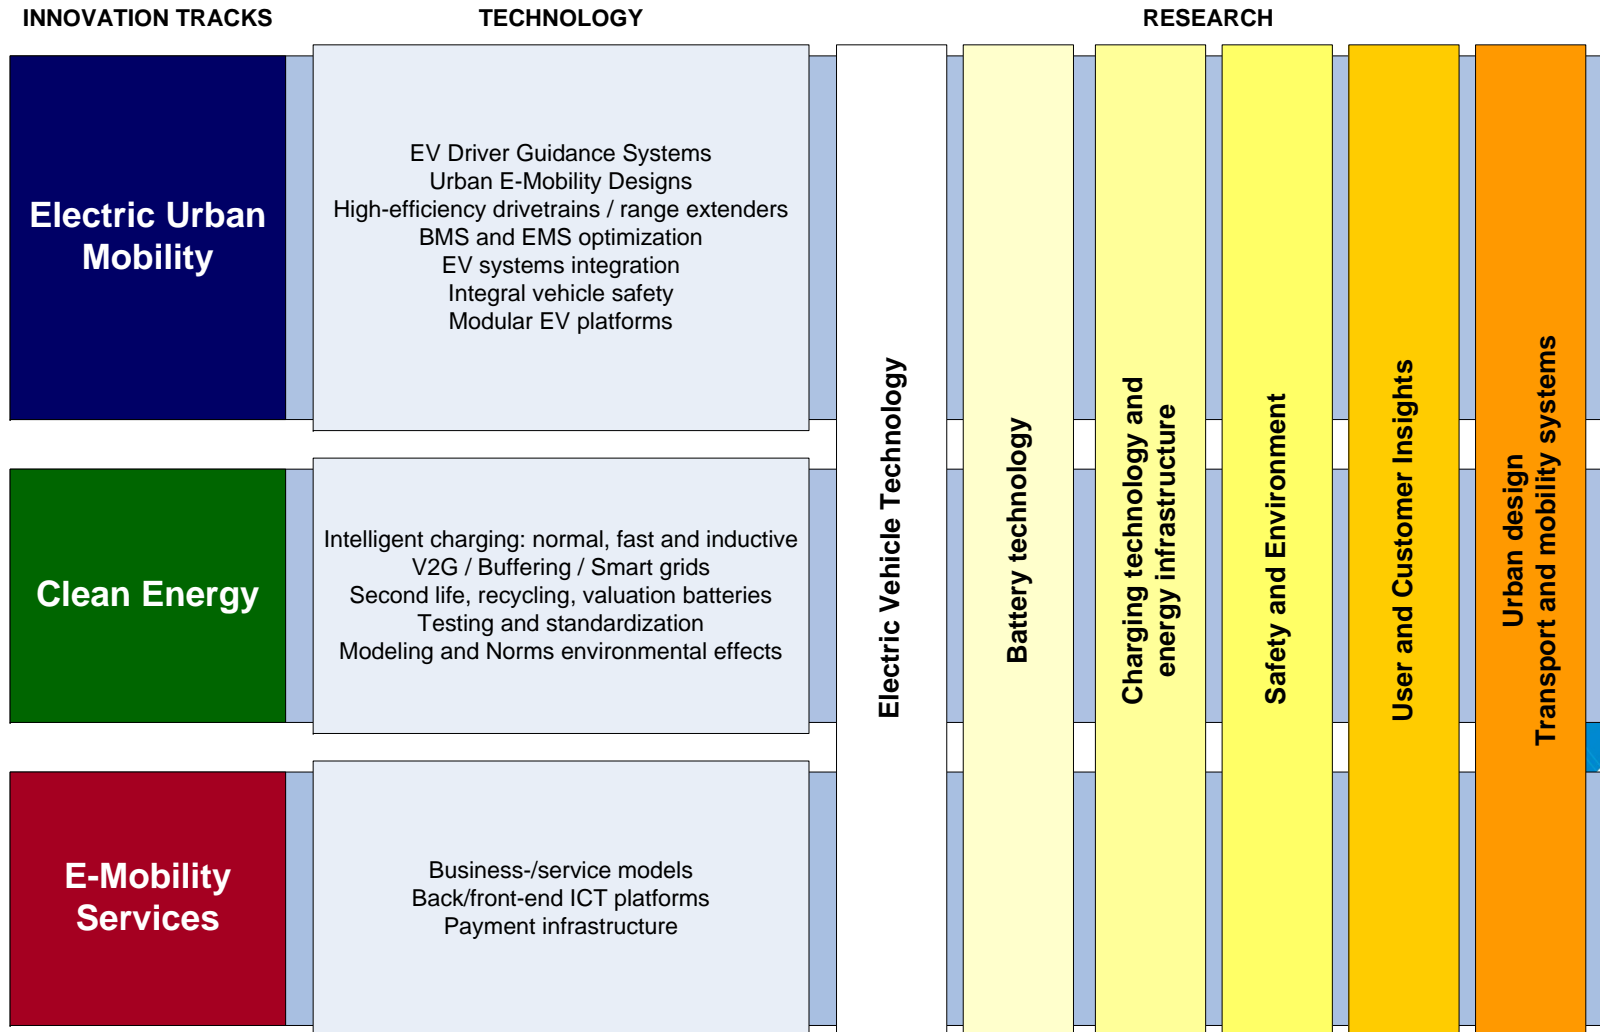 INNOVATION TRACKS
TECHNOLOGY
RESEARCH
Electric Urban
Mobility
EV Driver Guidance Systems
Urban E-Mobility Designs
High-efficiency drivetrains / range extenders
BMS and EMS optimization
EV systems integration
Integral vehicle safety
Modular EV platforms
Clean Energy
Intelligent charging: normal, fast and inductive
V2G / Buffering / Smart grids
Second life, recycling, valuation batteries
Testing and standardization
Modeling and Norms environmental effects
E-Mobility
Services
Business-/service models
Back/front-end ICT platforms
Payment infrastructure
Electric Vehicle Technology
Battery technology
Charging technology and
energy infrastructure
Safety and Environment
User and Customer Insights
Urban design
Transport and mobility systems